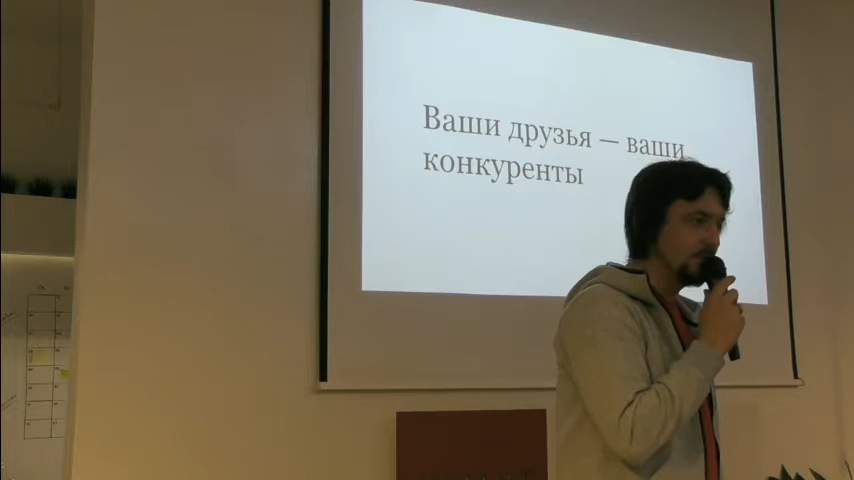 Ваши друзья — ваши
конкуренты